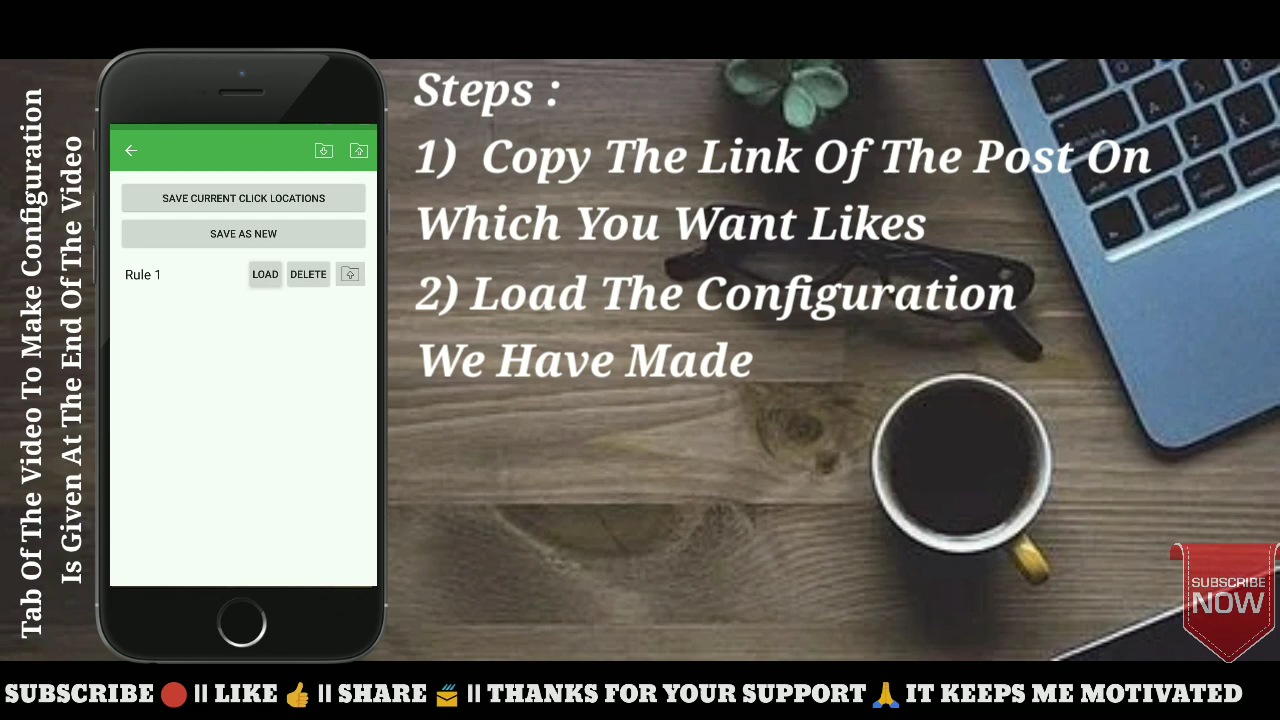 Tab Of The Video To Make Configuration
Is Given At The End Of The Video
SAVE CURRENT CLICK LOCATIONS
SAVE AS NEW
Rule 1 LOAD DELETE
Steps :
1) Copy The Link Of The Post On
Which You Want Likes
2) Load The Configuration
We Have Made
SUBSCRIBE
NOW
SUBSCRIBE 🔴 || LIKE 👍 || SHARE 📩 || THANKS FOR YOUR SUPPORT 🙏 IT KEEPS ME MOTIVATED